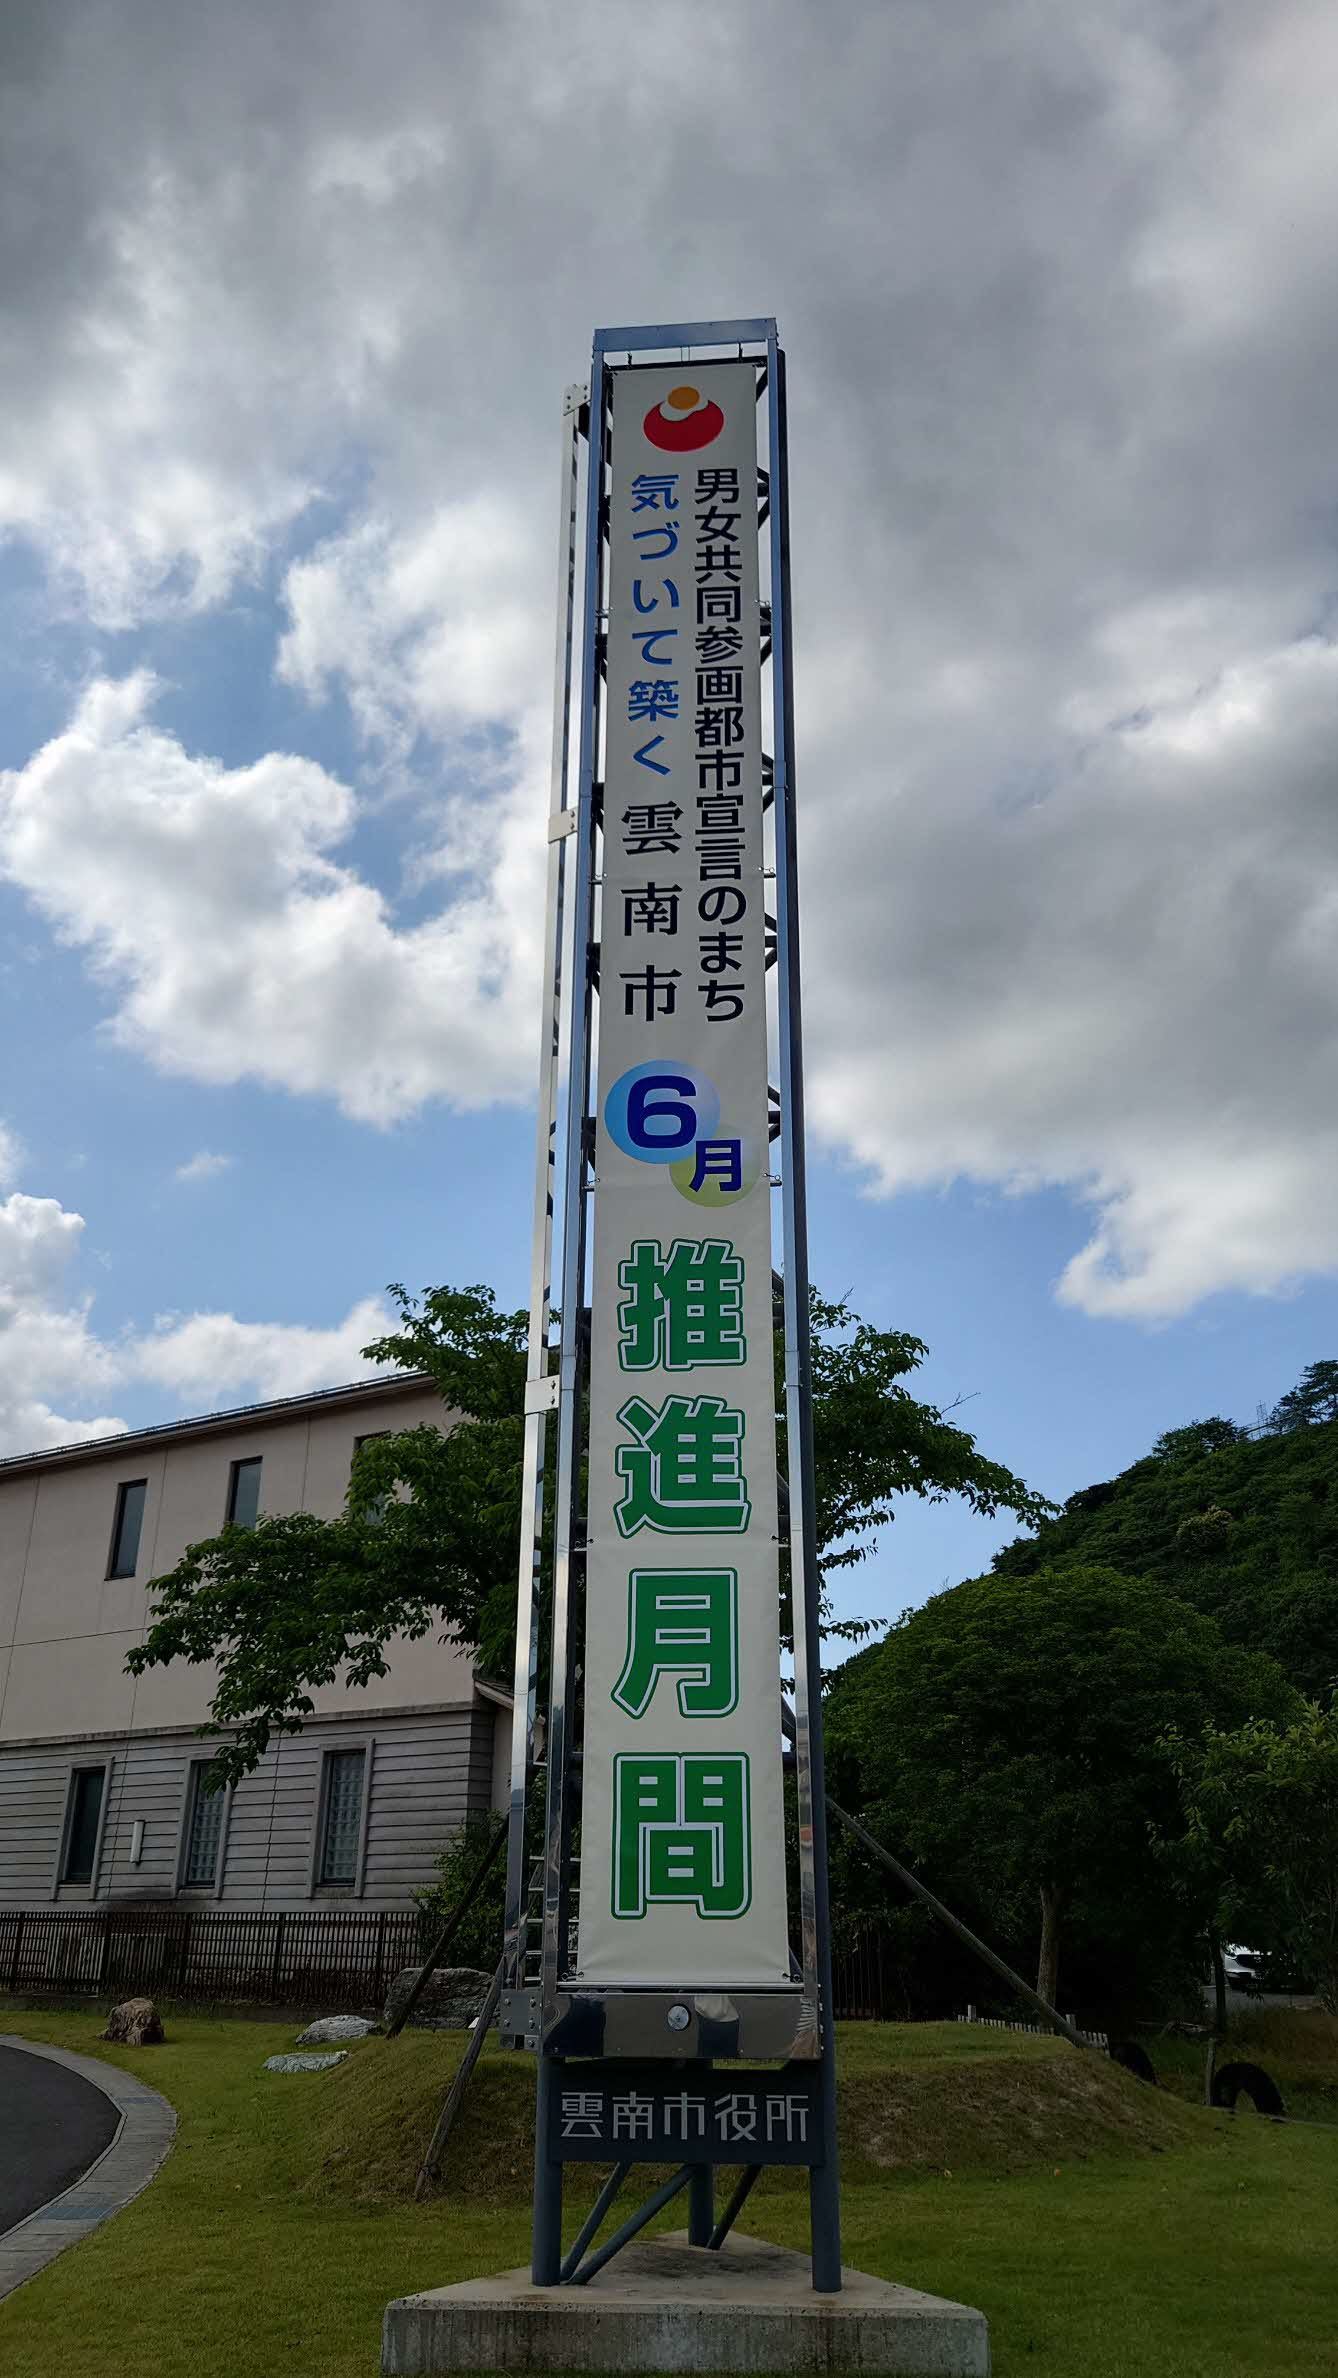 男女共同参画都市宣言のまち
気づいて築く雲南市
6月
推進月間
雲南市役所